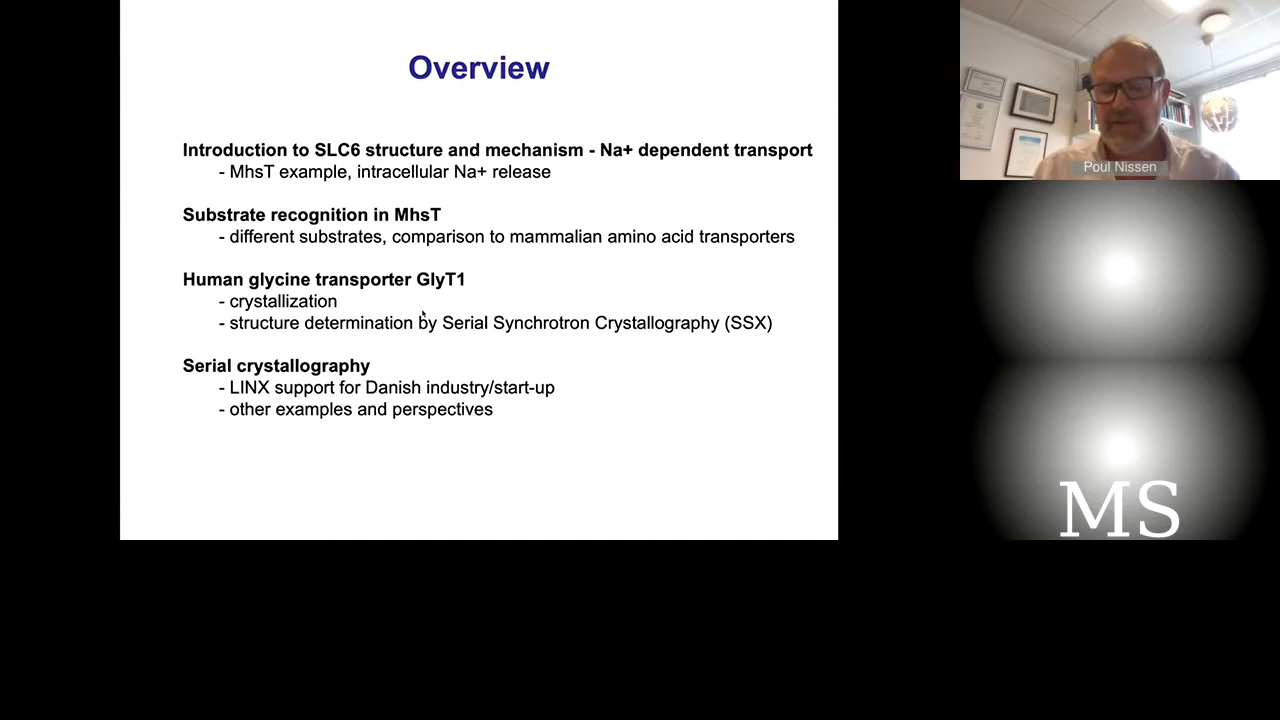 Overview
Introduction to SLC6 structure and mechanism - Na+ dependent transport
- MhsT example, intracellular Na+ release
Substrate recognition in MhsT
- different substrates, comparison to mammalian amino acid transporters
Human glycine transporter GlyT1
- crystallization
- structure determination by Serial Synchrotron Crystallography (SSX)
Serial crystallography
- LINX support for Danish industry/start-up
- other examples and perspectives
Poul Nissen
MS